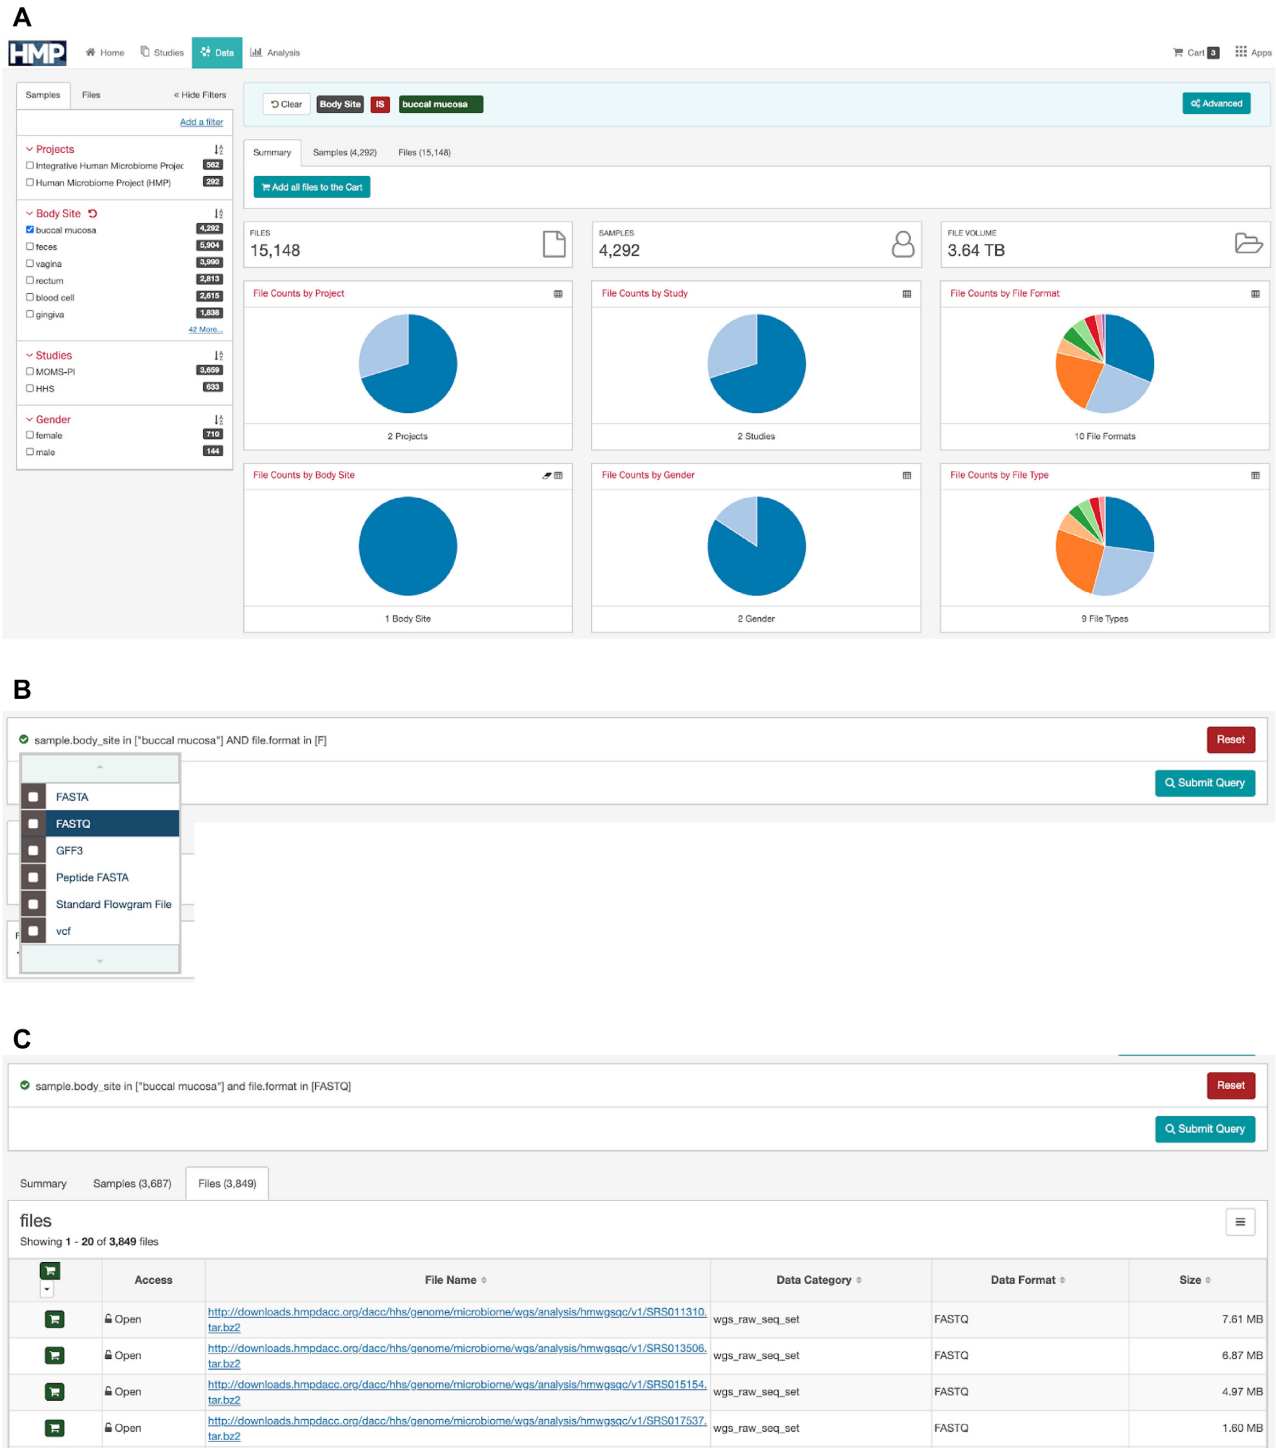 A
HMP
Home
Studies
Data
Analysis
Cart 3
Apps
Samples
Files
« Hide Filters
Add a filter
Projects
Integrative Human Microbiome Projec 562
Human Microbiome Project (HMP) 292
Body Site
buccal mucosa 4,292
feces 5,904
vagina 3,990
rectum 2,813
blood cell 2,615
gingiva 1,838
42 More...
Studies
MOMS-PI 3,659
HHS 633
Gender
female 710
male 144
Clear Body Site IS buccal mucosa
Advanced
Summary Samples (4,292) Files (15,148)
Add all files to the Cart
FILES
15,148
SAMPLES
4,292
FILE VOLUME
3.64 TB
File Counts by Project
2 Projects
File Counts by Study
2 Studies
File Counts by File Format
10 File Formats
File Counts by Body Site
1 Body Site
File Counts by Gender
2 Gender
File Counts by File Type
9 File Types
B
sample.body_site in ["buccal mucosa"] AND file.format in [F]
Reset
Submit Query
FASTA
FASTQ
GFF3
Peptide FASTA
Standard Flowgram File
vcf
C
sample.body_site in ["buccal mucosa"] and file.format in [FASTQ]
Reset
Submit Query
Summary Samples (3,687) Files (3,849)
files
Showing 1 - 20 of 3,849 files
Access File Name Data Category Data Format Size
Open http://downloads.hmpdacc.org/dacc/hhs/genome/microbiome/wgs/analysis/hmwgsqc/v1/SRS011310. wgs_raw_seq_set FASTQ 7.61 MB
tar.bz2
Open http://downloads.hmpdacc.org/dacc/hhs/genome/microbiome/wgs/analysis/hmwgsqc/v1/SRS013506. wgs_raw_seq_set FASTQ 6.87 MB
tar.bz2
Open http://downloads.hmpdacc.org/dacc/hhs/genome/microbiome/wgs/analysis/hmwgsqc/v1/SRS015154. wgs_raw_seq_set FASTQ 4.97 MB
tar.bz2
Open http://downloads.hmpdacc.org/dacc/hhs/genome/microbiome/wgs/analysis/hmwgsqc/v1/SRS017537. wgs_raw_seq_set FASTQ 1.60 MB
tar.bz2